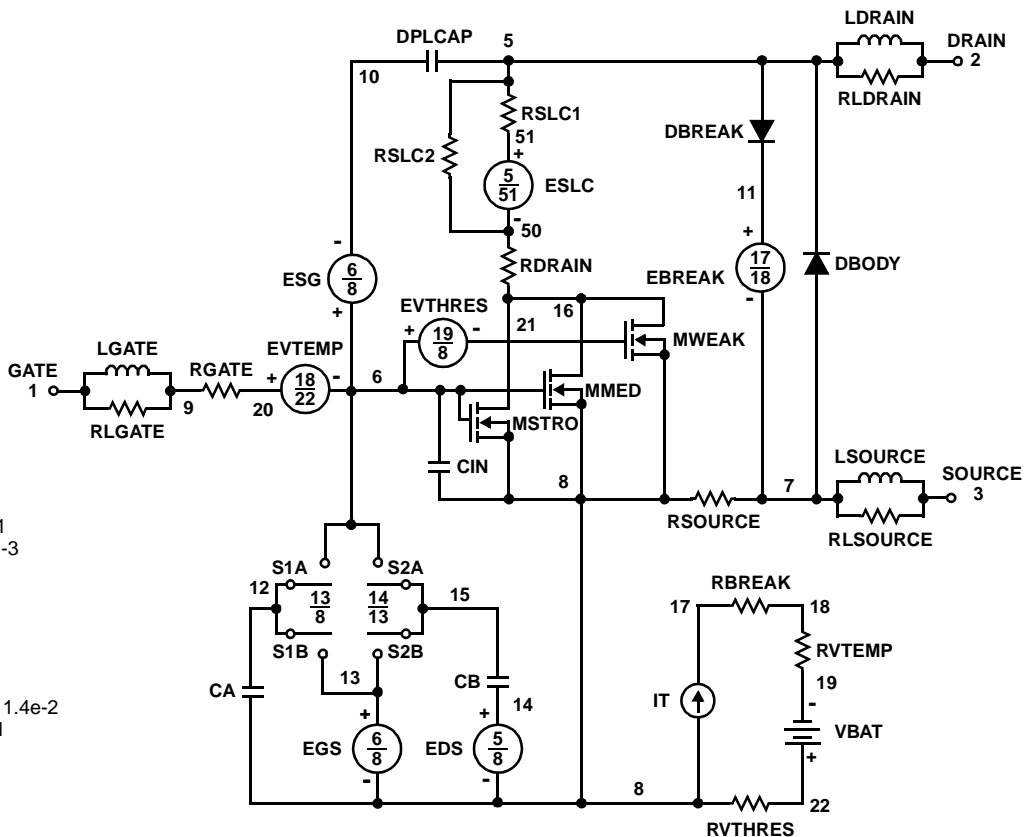 LDRAIN
DPLCAP 5 DRAIN
10 2
RLDRAIN
RSLC1
DBREAK
51
RSLC2 +
5
51
ESLC
11
-
50
- +
17
18
RDRAIN
6
8
ESG
EBREAK
DBODY
+ -
EVTHRES
16
21
+ 19
8
-
MWEAK
LGATE EVTEMP
GATE RGATE
1
+ 18
22
- 6
MMED
9 20
MSTRO
RLGATE
LSOURCE
CIN
8 7 SOURCE
3
RSOURCE
RLSOURCE
1
-3
S1A S2A
12
13
8
14
13
15
RBREAK
17 18
S1B S2B
RVTEMP
13
CA CB 19
IT -
14
1.4e-2
1
+ +
VBAT
EGS 6
8
EDS 5
8
+
- -
8 22
RVTHRES